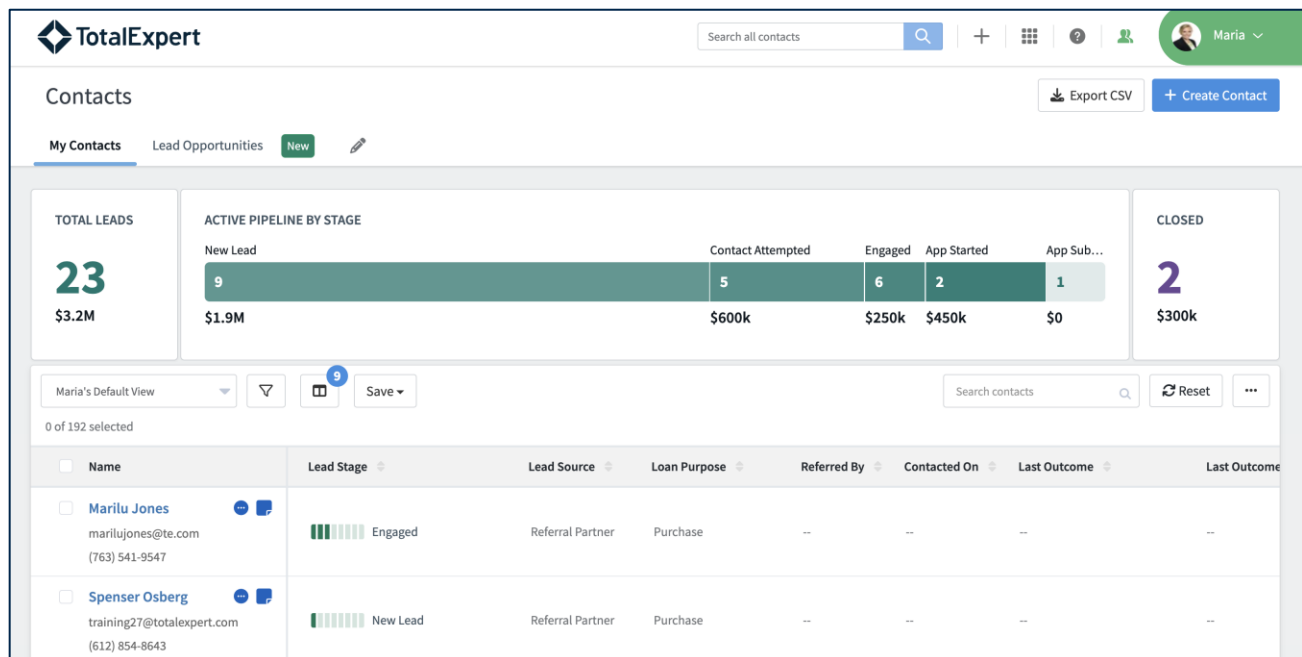 TotalExpert
Search all contacts
Maria
Contacts
Export CSV
+ Create Contact
My Contacts
Lead Opportunities
New
TOTAL LEADS
23
$3.2M
ACTIVE PIPELINE BY STAGE
New Lead
Contact Attempted
Engaged
App Started
App Sub...
9
5
6
2
1
$1.9M
$600k
$250k
$450k
$0
CLOSED
2
$300k
Maria's Default View
9
Save
Search contacts
Reset
0 of 192 selected
Name
Lead Stage
Lead Source
Loan Purpose
Referred By
Contacted On
Last Outcome
Last Outcome
Marilu Jones
marilujones@te.com
(763) 541-9547
Engaged
Referral Partner
Purchase
--
--
--
--
Spenser Osberg
training27@totalexpert.com
(612) 854-8643
New Lead
Referral Partner
Purchase
--
--
--
--